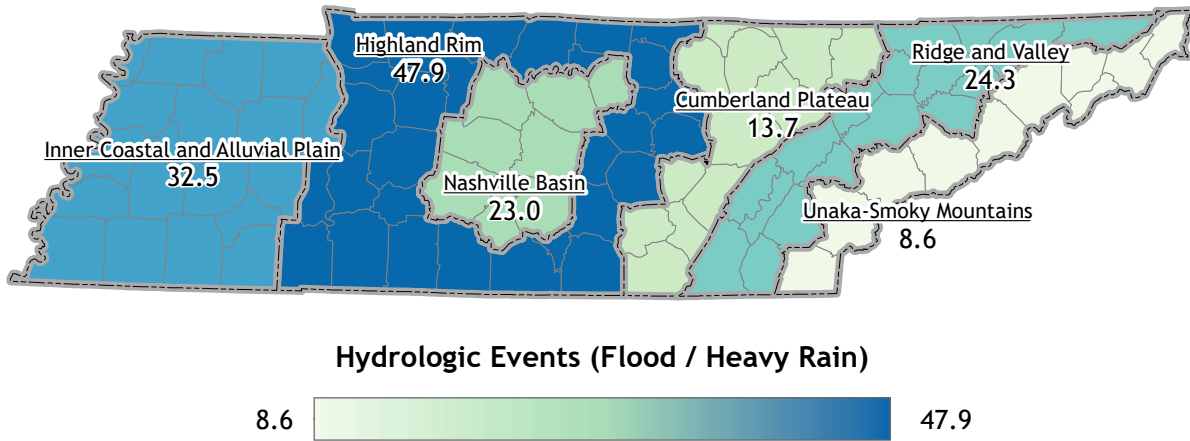 Highland Rim
47.9
Ridge and Valley
24.3
Cumberland Plateau
13.7
Inner Coastal and Alluvial Plain
32.5
Nashville Basin
23.0
Unaka-Smoky Mountains
8.6
Hydrologic Events (Flood / Heavy Rain)
8.6
47.9